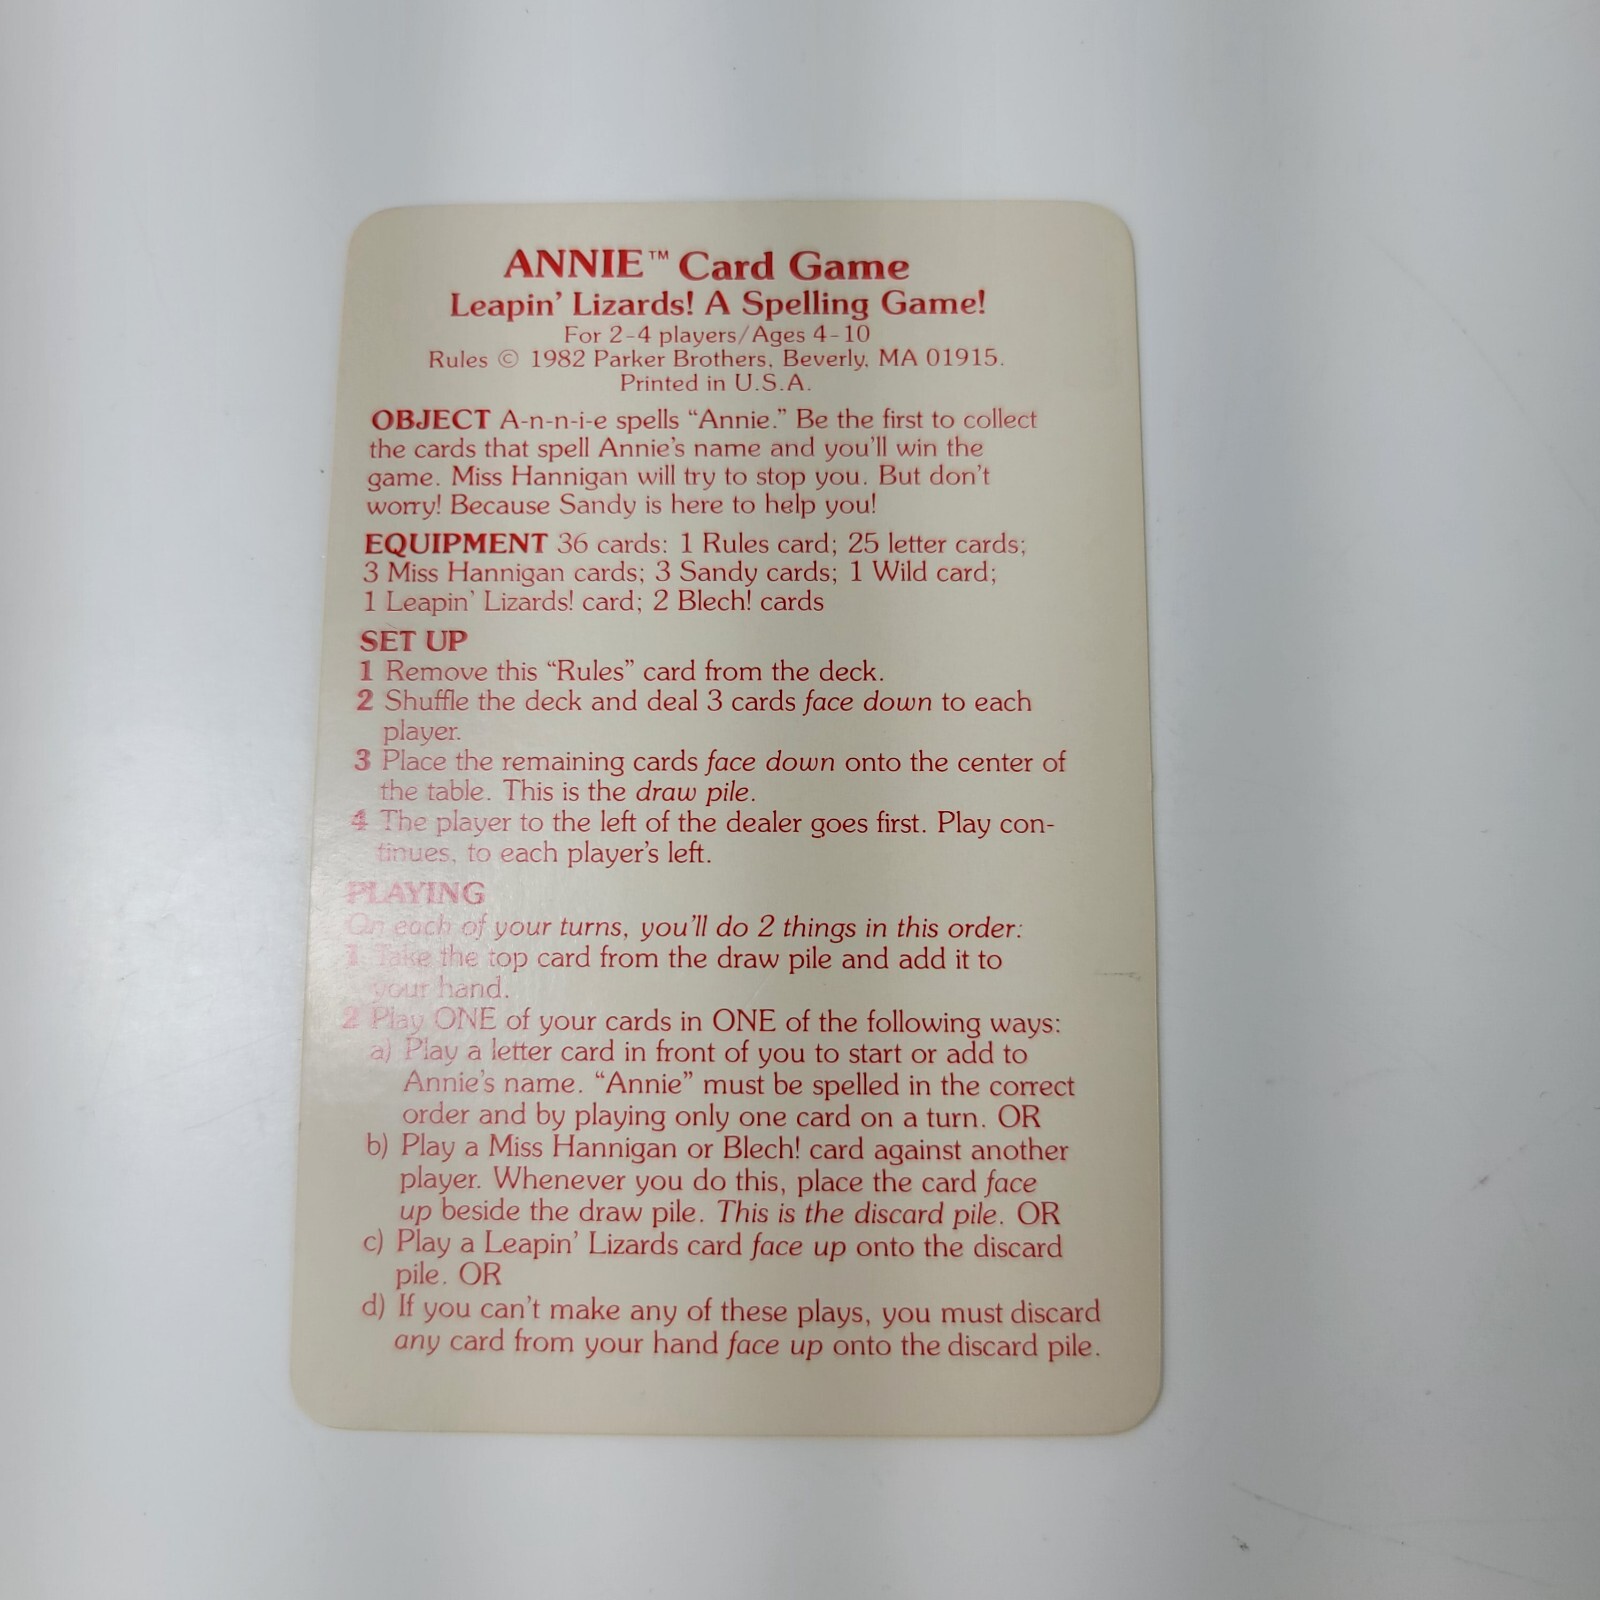 ANNIE™ Card Game
Leapin' Lizards! A Spelling Game!
For 2-4 players/Ages 4-10
Rules © 1982 Parker Brothers, Beverly, MA 01915.
Printed in U.S.A.
OBJECT A-n-n-i-e spells “Annie.” Be the first to collect
the cards that spell Annie's name and you'll win the
game. Miss Hannigan will try to stop you. But don't
worry! Because Sandy is here to help you!
EQUIPMENT 36 cards: 1 Rules card; 25 letter cards;
3 Miss Hannigan cards; 3 Sandy cards; 1 Wild card;
1 Leapin' Lizards! card; 2 Blech! cards
SET UP
1 Remove this “Rules” card from the deck.
2 Shuffle the deck and deal 3 cards face down to each
player.
3 Place the remaining cards face down onto the center of
the table. This is the draw pile.
4 The player to the left of the dealer goes first. Play con-
tinues, to each player's left.
PLAYING
On each of your turns, you'll do 2 things in this order:
1 Take the top card from the draw pile and add it to
your hand.
2 Play ONE of your cards in ONE of the following ways:
a) Play a letter card in front of you to start or add to
Annie's name. “Annie” must be spelled in the correct
order and by playing only one card on a turn. OR
b) Play a Miss Hannigan or Blech! card against another
player. Whenever you do this, place the card face
up beside the draw pile. This is the discard pile. OR
c) Play a Leapin' Lizards card face up onto the discard
pile. OR
d) If you can't make any of these plays, you must discard
any card from your hand face up onto the discard pile.